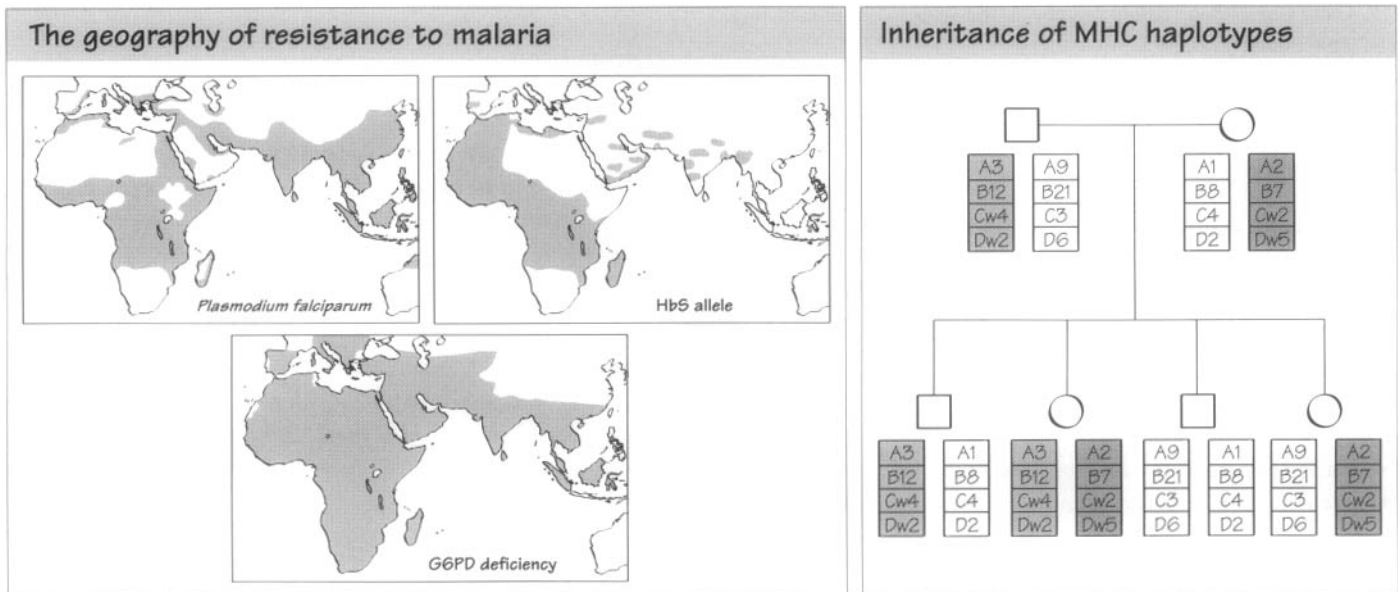 The geography of resistance to malaria
Plasmodium falciparum
HbS allele
G6PD deficiency
Inheritance of MHC haplotypes
A3 A9 A1 A2
B12 B21 B8 B7
Cw4 C3 C4 Cw2
Dw2 D6 D2 Dw5
A3 A1 A3 A2 A9 A1 A9 A2
B12 B8 B12 B7 B21 B8 B21 B7
Cw4 C4 Cw4 Cw2 C3 C4 C3 Cw2
Dw2 D2 Dw2 Dw5 D6 D2 D6 Dw5